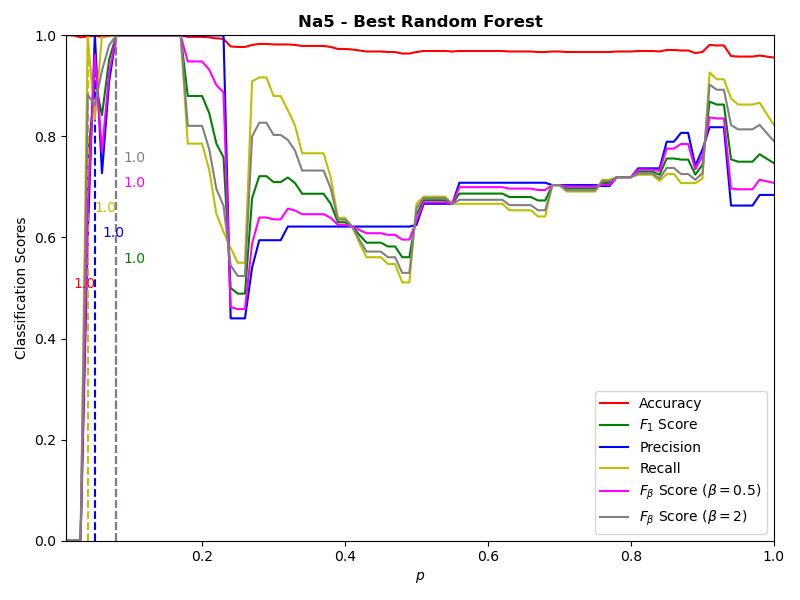 Na5 - Best Random Forest
Classification Scores
1.0
0.8
0.6
0.4
0.2
0.0
1.0
1.0
1.0
1.0
1.0
1.0
Accuracy
F₁ Score
Precision
Recall
Fᵦ Score (β = 0.5)
Fᵦ Score (β = 2)
0.2
0.4
0.6
0.8
1.0
p